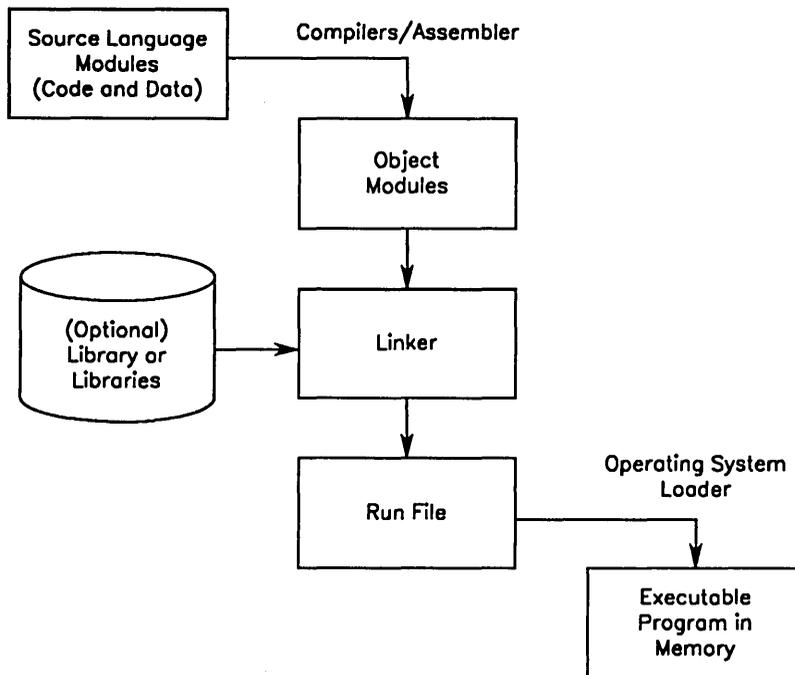 Source Language
Modules
(Code and Data)
Compilers/Assembler
Object
Modules
(Optional)
Library or
Libraries
Linker
Run File
Operating System
Loader
Executable
Program in
Memory